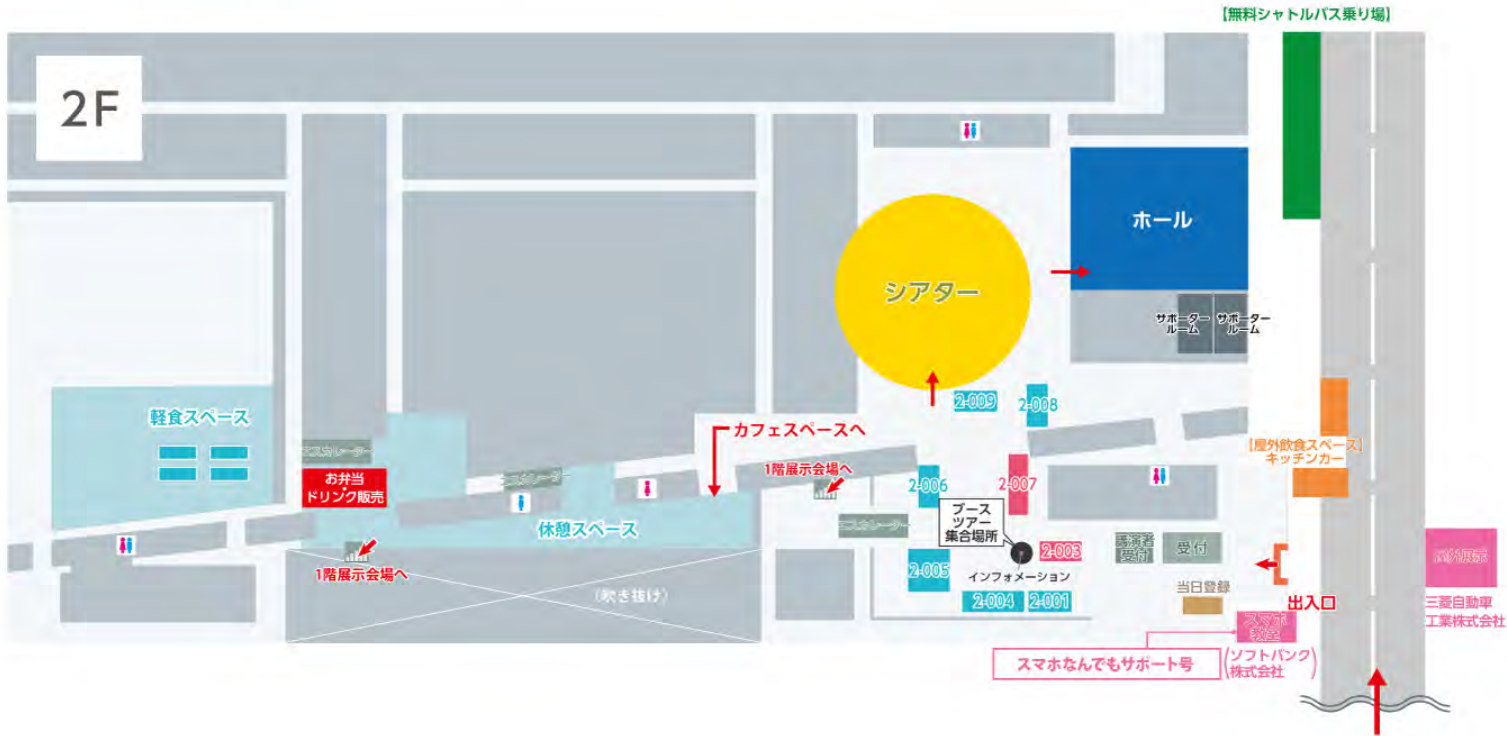 【無料シャトルバス乗り場】
2F
ホール
シアター
サポーター
ルーム
サポーター
ルーム
2-009
2-008
軽食スペース
カフェスペースへ
エスカレーター
お弁当
・
ドリンク販売
エスカレーター
1階展示会場へ
【屋外飲食スペース】
キッチンカー
2-006
2-007
ブース
ツアー
集合場所
休憩スペース
エスカレーター
1階展示会場へ
2-005
2-003
インフォメーション
講演者
受付
受付
屋外展示
(吹き抜け)
2-004
2-001
当日登録
出入口
三菱自動車
工業株式会社
スマホ
教室
スマホなんでもサポート号
(ソフトバンク
株式会社)